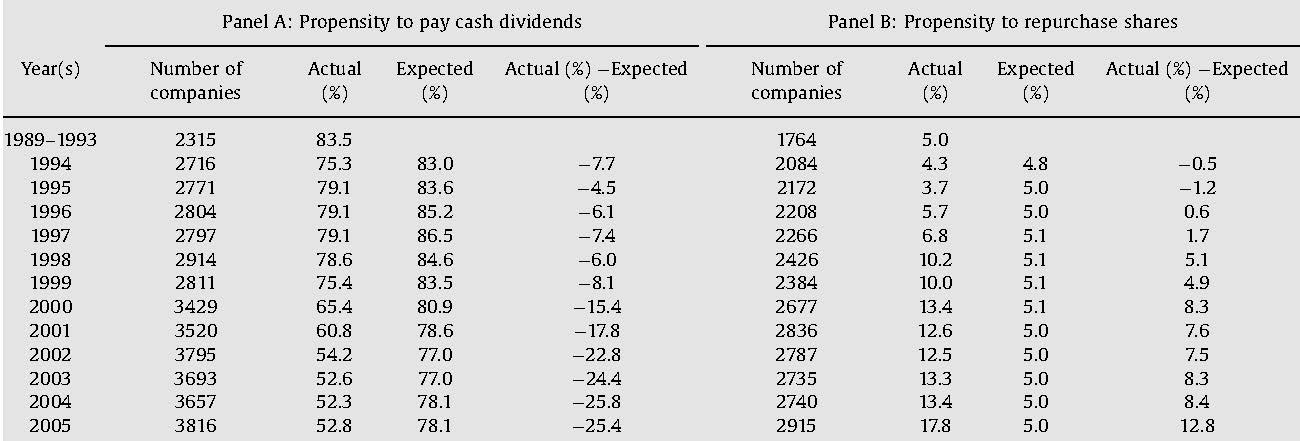 Panel A: Propensity to pay cash dividends Panel B: Propensity to repurchase shares
Year(s) Number of companies Actual (%) Expected (%) Actual (%) −Expected (%) Number of companies Actual (%) Expected (%) Actual (%) −Expected (%)
1989–1993 2315 83.5 1764 5.0
1994 2716 75.3 83.0 −7.7 2084 4.3 4.8 −0.5
1995 2771 79.1 83.6 −4.5 2172 3.7 5.0 −1.2
1996 2804 79.1 85.2 −6.1 2208 5.7 5.0 0.6
1997 2797 79.1 86.5 −7.4 2266 6.8 5.1 1.7
1998 2914 78.6 84.6 −6.0 2426 10.2 5.1 5.1
1999 2811 75.4 83.5 −8.1 2384 10.0 5.1 4.9
2000 3429 65.4 80.9 −15.4 2677 13.4 5.1 8.3
2001 3520 60.8 78.6 −17.8 2836 12.6 5.0 7.6
2002 3795 54.2 77.0 −22.8 2787 12.5 5.0 7.5
2003 3693 52.6 77.0 −24.4 2735 13.3 5.0 8.3
2004 3657 52.3 78.1 −25.8 2740 13.4 5.0 8.4
2005 3816 52.8 78.1 −25.4 2915 17.8 5.0 12.8